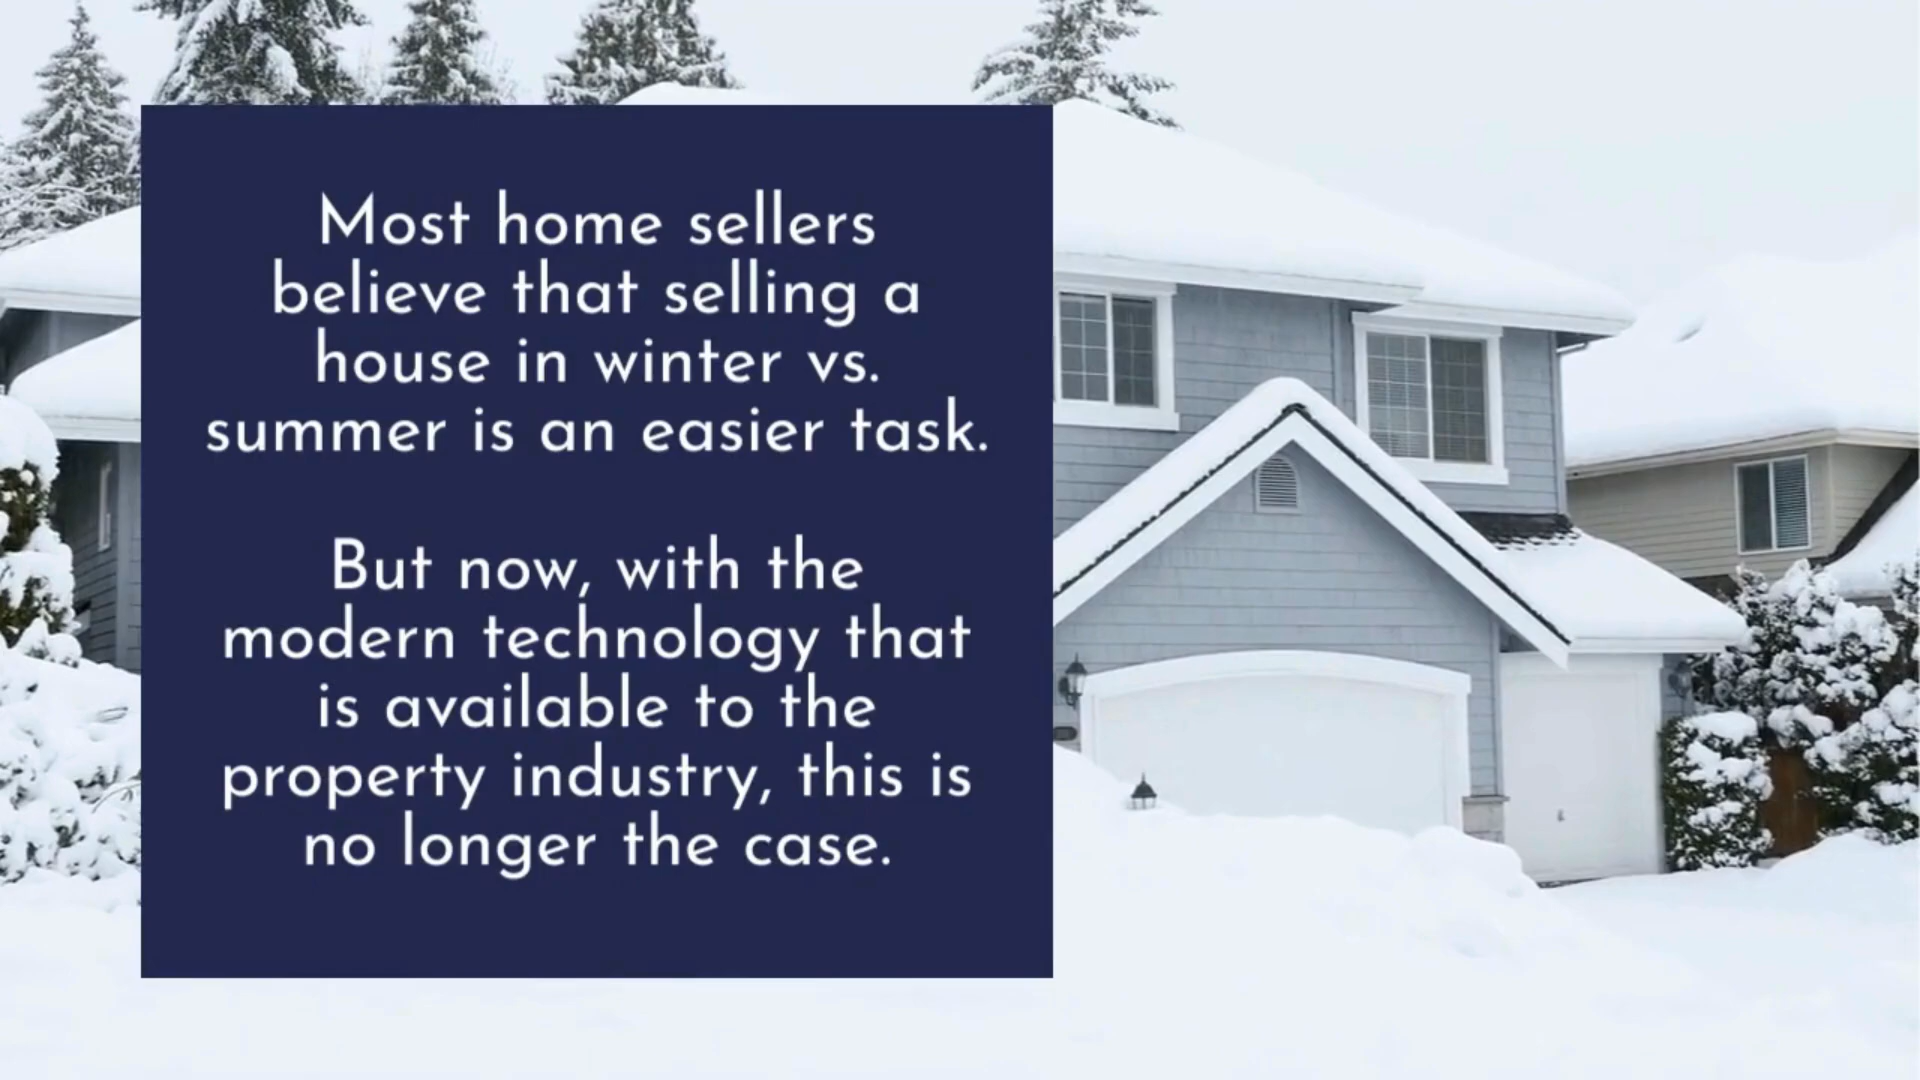 Most home sellers
believe that selling a
house in winter vs.
summer is an easier task.
But now, with the
modern technology that
is available to the
property industry, this is
no longer the case.